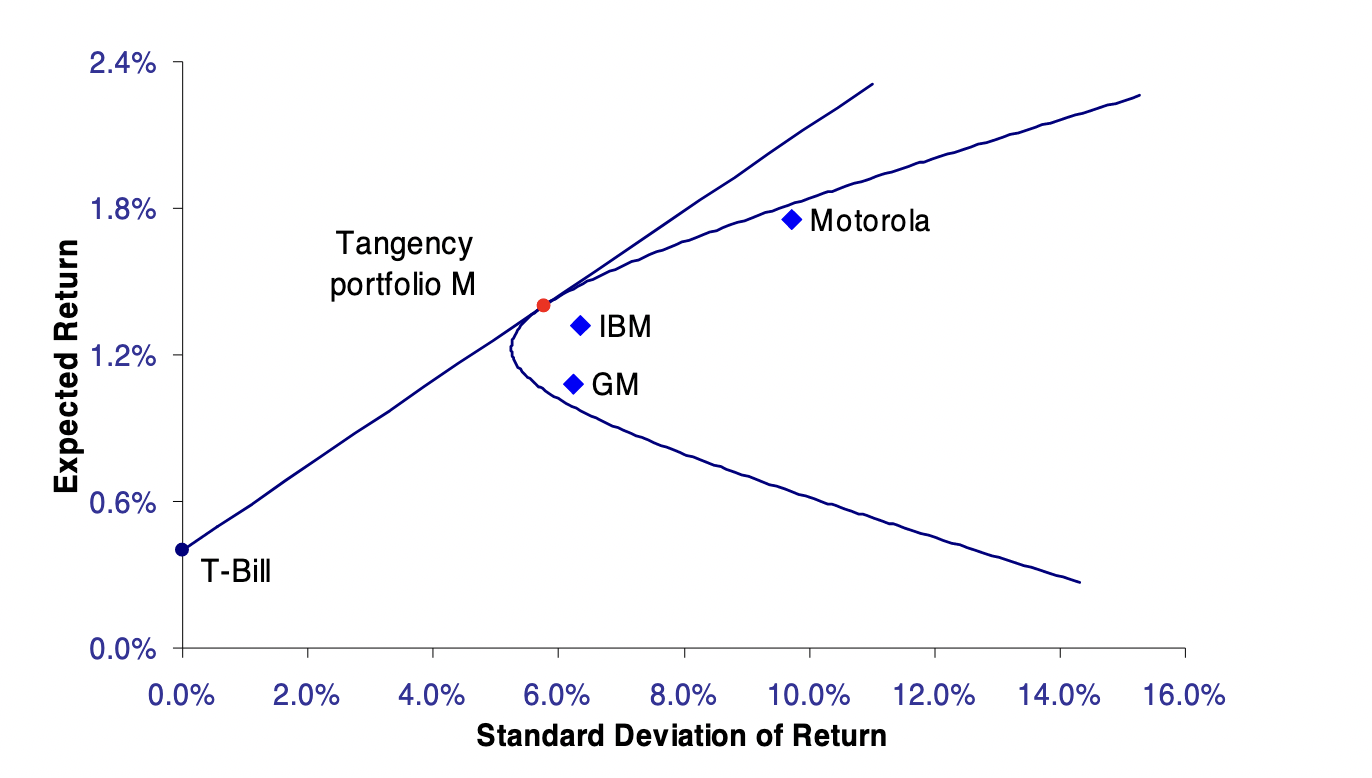 2.4%
1.8%
1.2%
0.6%
0.0%
Expected Return
Tangency
portfolio M
Motorola
IBM
GM
T-Bill
0.0% 2.0% 4.0% 6.0% 8.0% 10.0% 12.0% 14.0% 16.0%
Standard Deviation of Return